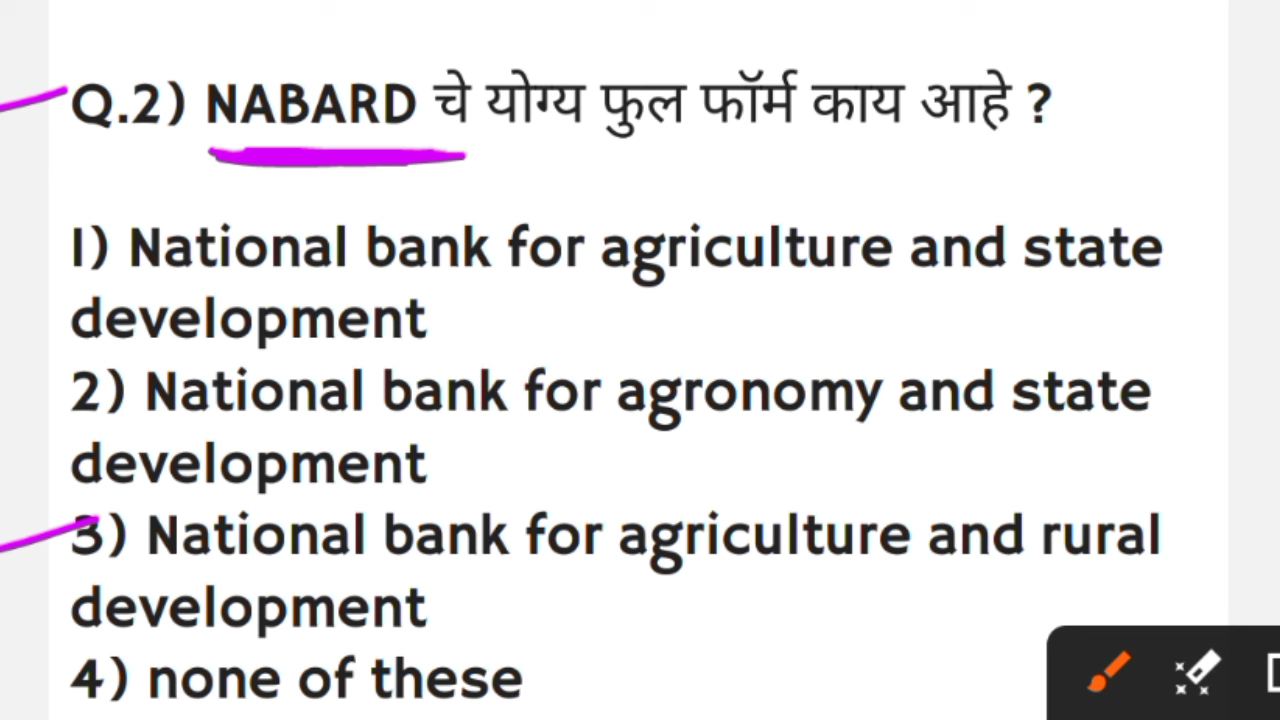 Q.2) NABARD चे योग्य फुल फॉर्म काय आहे ?
1) National bank for agriculture and state
development
2) National bank for agronomy and state
development
3) National bank for agriculture and rural
development
4) none of these